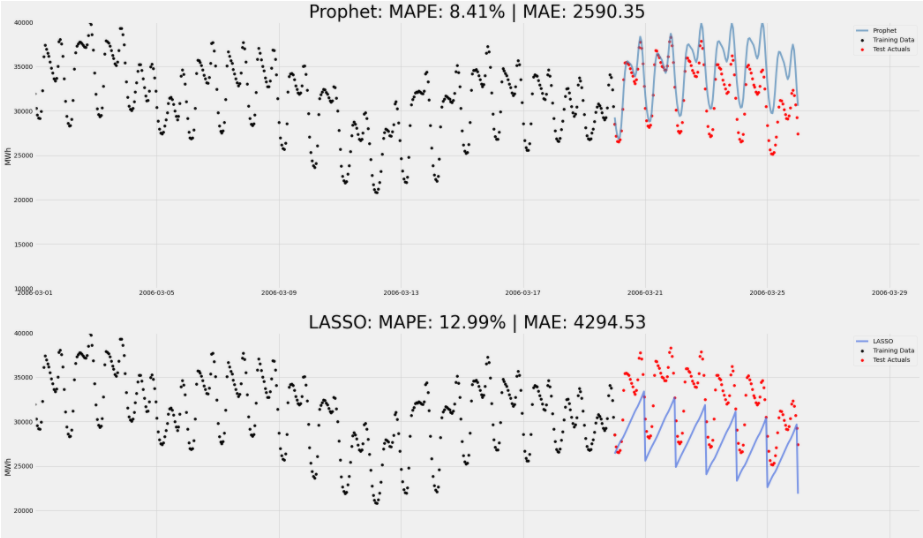 Prophet: MAPE: 8.41% | MAE: 2590.35
40000
35000
30000
25000
20000
15000
10000
MWh
Prophet
Training Data
Test Actuals
2006-03-01
2006-03-05
2006-03-09
2006-03-13
2006-03-17
2006-03-21
2006-03-25
2006-03-29
LASSO: MAPE: 12.99% | MAE: 4294.53
40000
35000
30000
25000
20000
MWh
LASSO
Training Data
Test Actuals